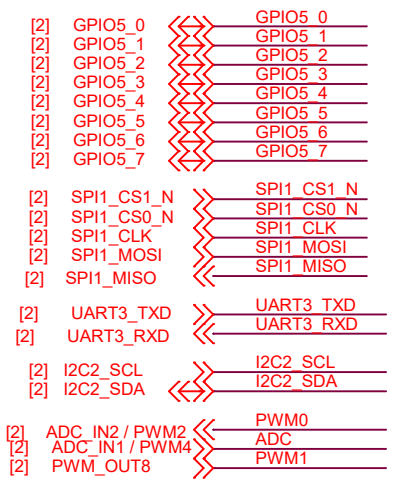 [2] GPIO5_0 GPIO5_0
[2] GPIO5_1 GPIO5_1
[2] GPIO5_2 GPIO5_2
[2] GPIO5_3 GPIO5_3
[2] GPIO5_4 GPIO5_4
[2] GPIO5_5 GPIO5_5
[2] GPIO5_6 GPIO5_6
[2] GPIO5_7 GPIO5_7
[2] SPI1_CS1_N SPI1_CS1_N
[2] SPI1_CS0_N SPI1_CS0_N
[2] SPI1_CLK SPI1_CLK
[2] SPI1_MOSI SPI1_MOSI
[2] SPI1_MISO SPI1_MISO
[2] UART3_TXD UART3_TXD
[2] UART3_RXD UART3_RXD
[2] I2C2_SCL I2C2_SCL
[2] I2C2_SDA I2C2_SDA
[2] ADC_IN2 / PWM2 PWM0
[2] ADC_IN1 / PWM4 ADC
[2] PWM_OUT8 PWM1